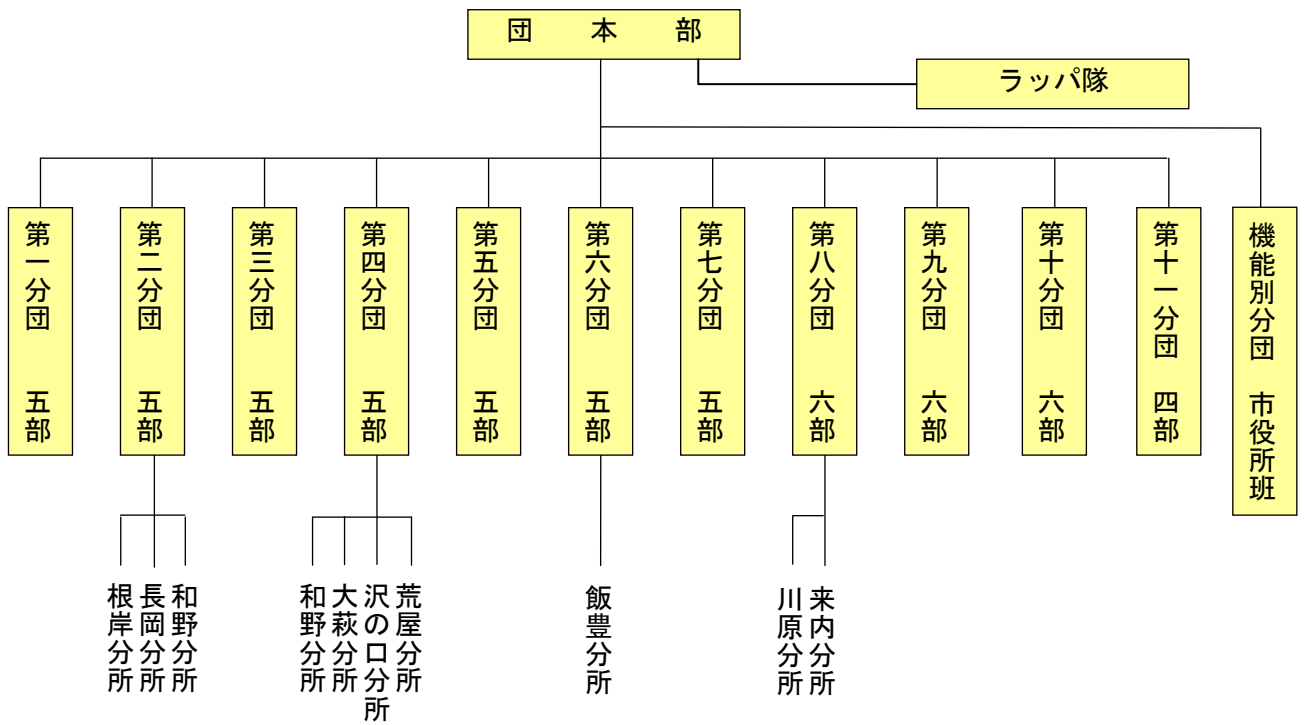 団 本 部
ラッパ隊
第一分団 五部
第二分団 五部
第三分団 五部
第四分団 五部
第五分団 五部
第六分団 五部
第七分団 五部
第八分団 六部
第九分団 六部
第十分団 六部
第十一分団 四部
機能別分団 市役所班
根岸分所
長岡分所
和野分所
和野分所
大萩分所
沢の口分所
荒屋分所
飯豊分所
川原分所
来内分所